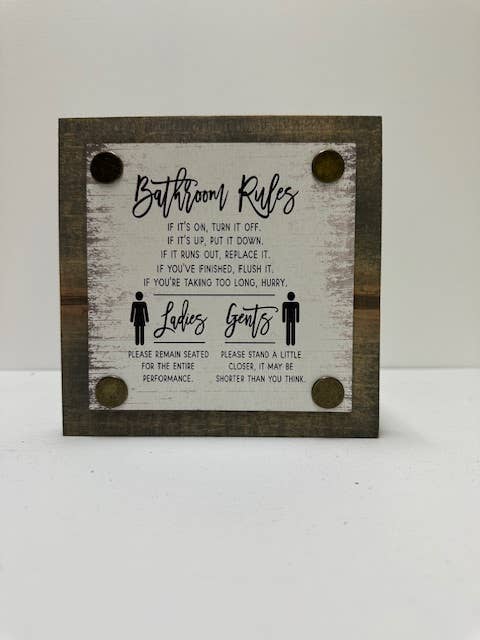 Bathroom Rules
IF IT'S ON, TURN IT OFF.
IF IT'S UP, PUT IT DOWN.
IF IT RUNS OUT, REPLACE IT.
IF YOU'VE FINISHED, FLUSH IT.
IF YOU'RE TAKING TOO LONG, HURRY.
Ladies
PLEASE REMAIN SEATED
FOR THE ENTIRE
PERFORMANCE.
Gents
PLEASE STAND A LITTLE
CLOSER, IT MAY BE
SHORTER THAN YOU THINK.